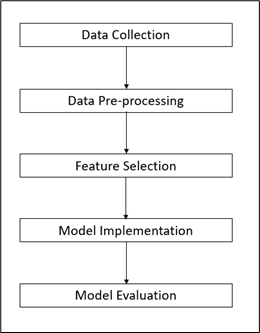 Data Collection
Data Pre-processing
Feature Selection
Model Implementation
Model Evaluation